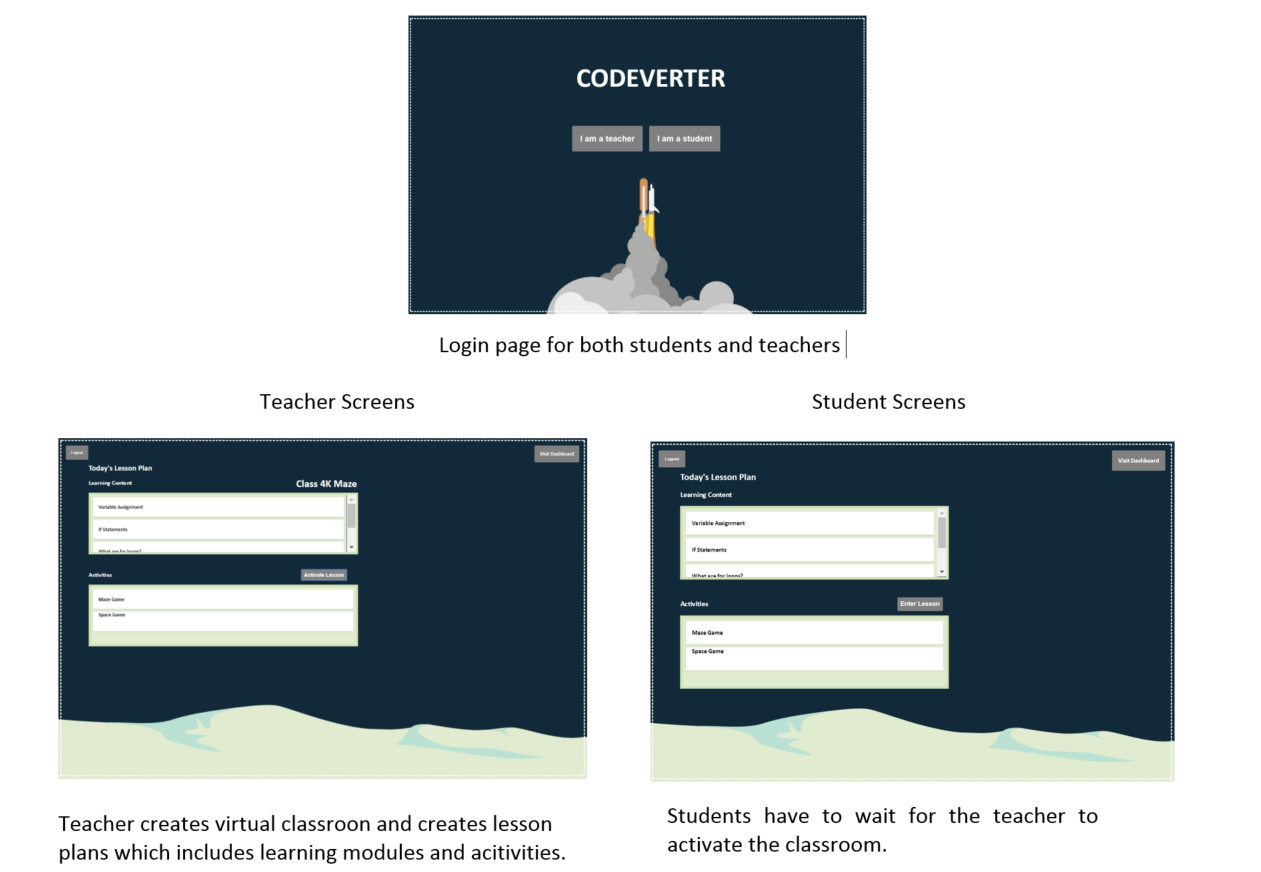 CODEVERTER
I am a teacher
I am a student
Login page for both students and teachers
Teacher Screens
Logout
Visit Dashboard
Today's Lesson Plan
Learning Content
Class 4K Maze
Variable Assignment
If Statements
What are for loops?
Activities
Activate Lesson
Maze Game
Space Game
Teacher creates virtual classroon and creates lesson
plans which includes learning modules and acitivities.
Student Screens
Logout
Visit Dashboard
Today's Lesson Plan
Learning Content
Variable Assignment
If Statements
What are for loops?
Activities
Enter Lesson
Maze Game
Space Game
Students have to wait for the teacher to
activate the classroom.